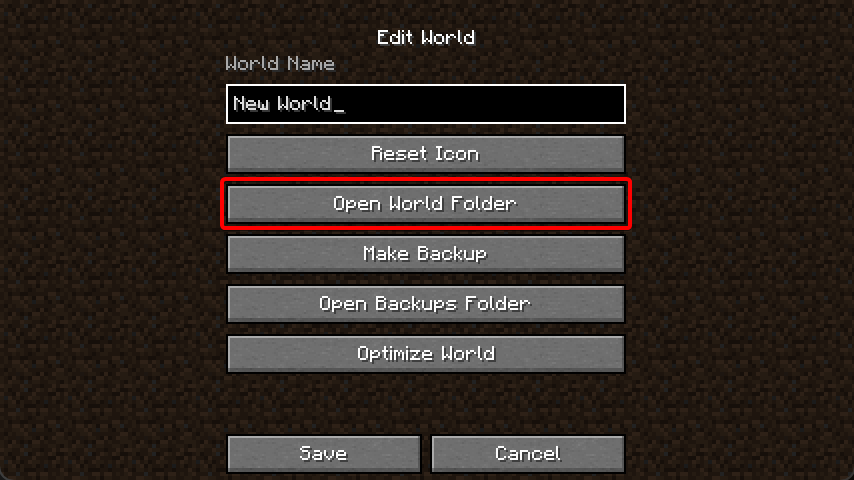 Edit World
World Name
New World_
Reset Icon
Open World Folder
Make Backup
Open Backups Folder
Optimize World
Save
Cancel